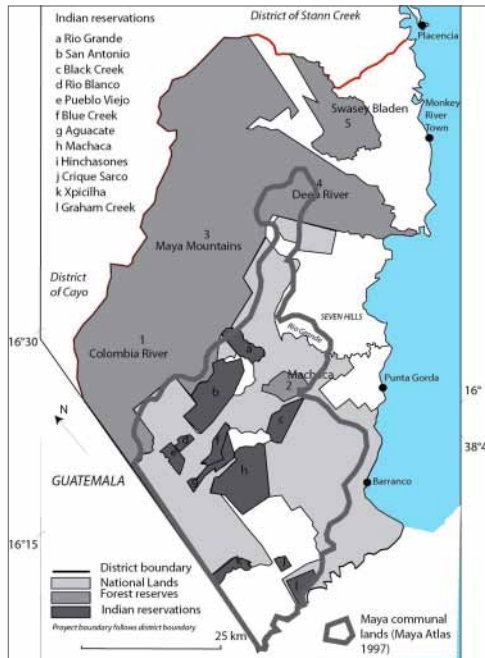 Indian reservations
a Rio Grande
b San Antonio
c Black Creek
d Rio Blanco
e Pueblo Viejo
f Blue Creek
g Aguacate
h Machaca
i Hinchasones
j Crique Sarco
k Xpicilha
l Graham Creek
District of Stann Creek
Placencia
Swasey Bladen
5
Monkey
River
Town
4
Deep River
3
Maya Mountains
District
of Cayo
SEVEN HILLS
Rio Grande
16°30
1
Colombia River
a
Machaca
2
Punta Gorda
16°
b
c
38°4
N
d
e
f
h
GUATEMALA
Barranco
16°15
District boundary
National Lands
Forest reserves
Indian reservations
Project boundary follows district boundary
25 km
Maya communal
lands (Maya Atlas
1997)